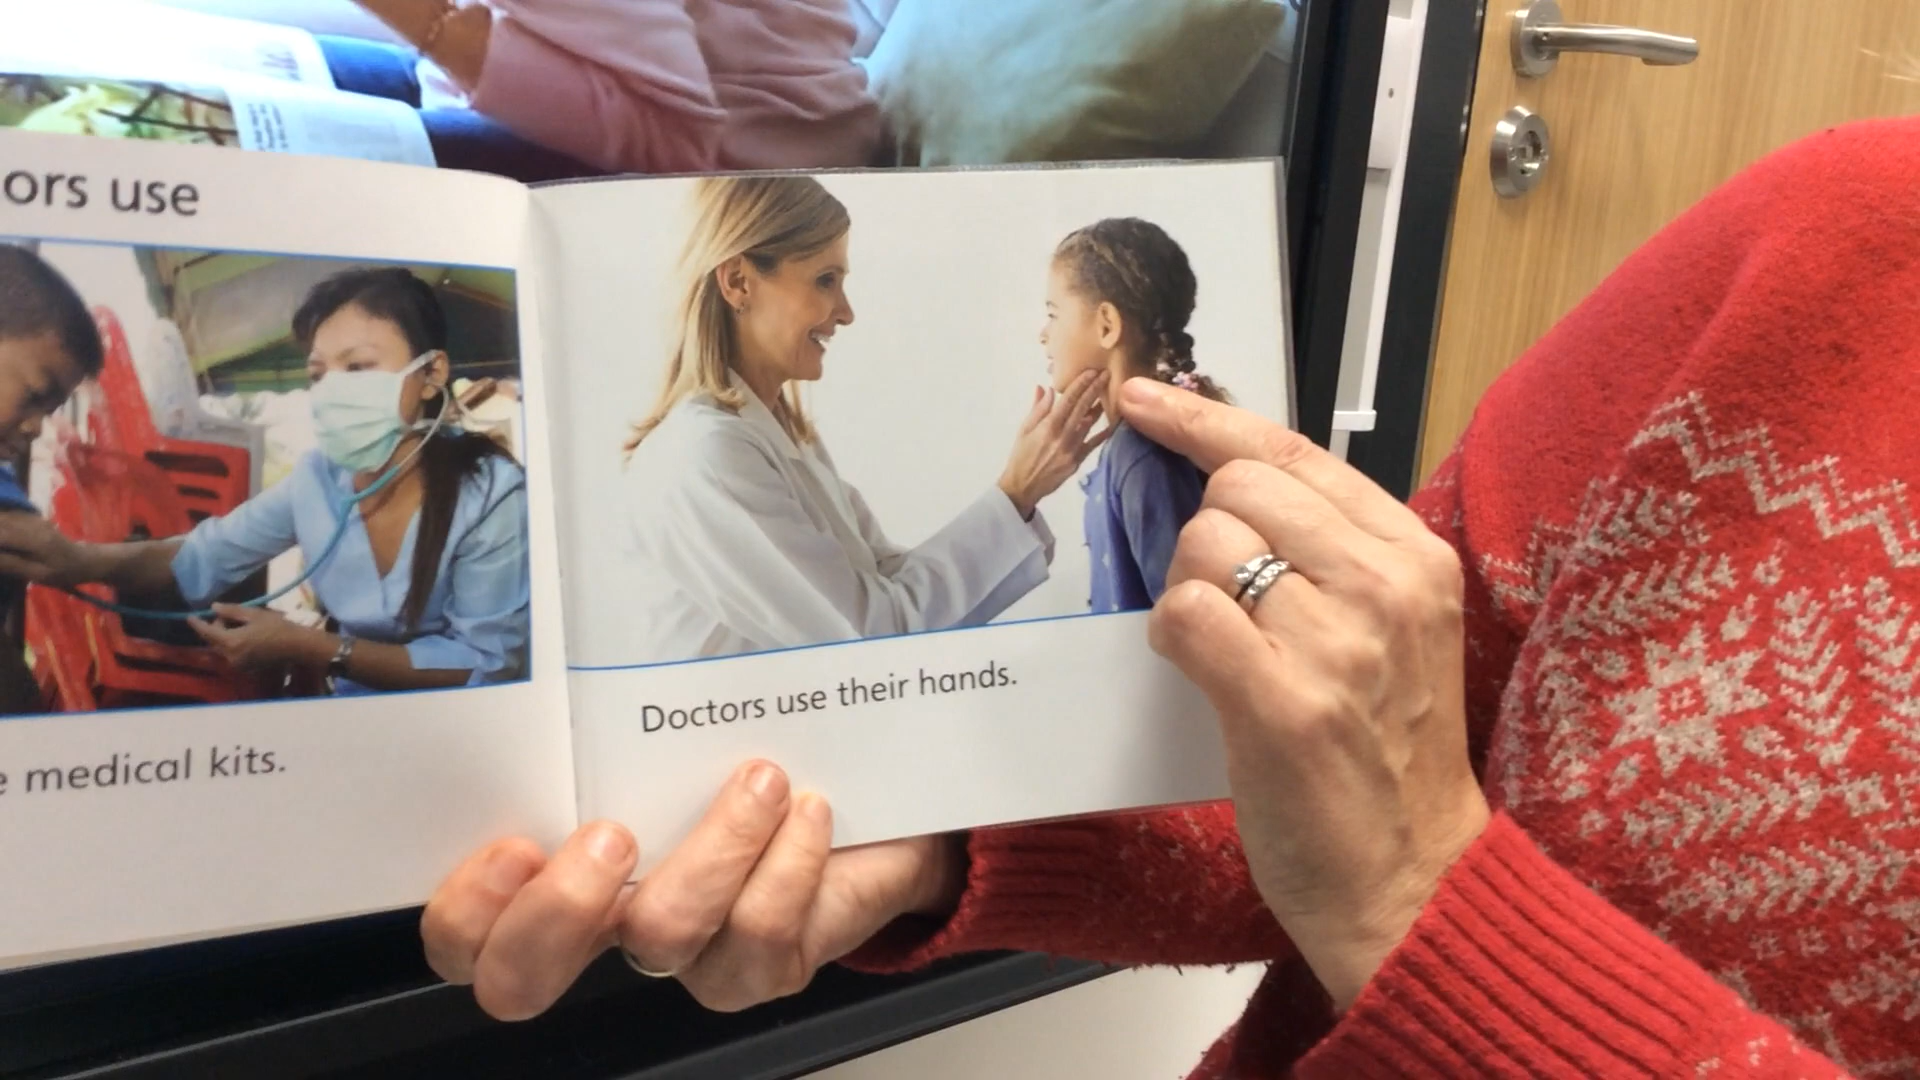 ors use
medical kits.
Doctors use their hands.